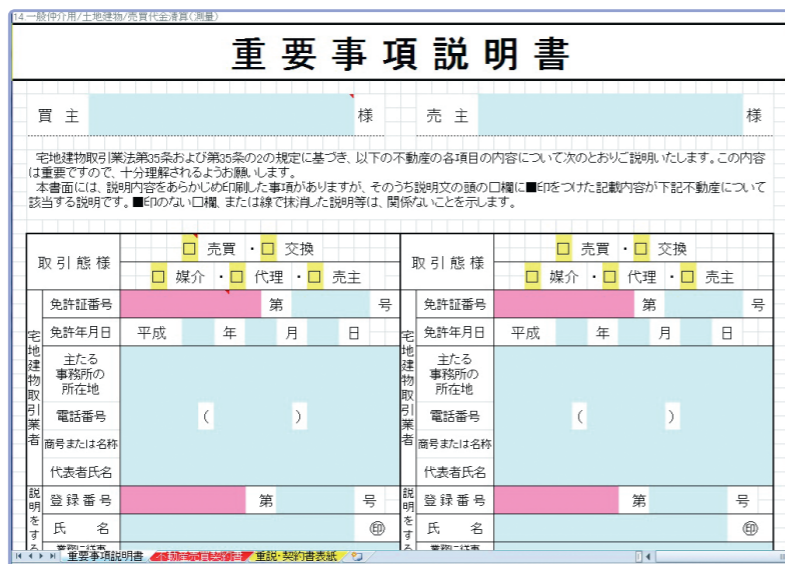 14.一般仲介用/土地建物/売買代金清算(測量)
重要事項説明書
買主 様 売主 様
宅地建物取引業法第35条および第35条の2の規定に基づき、以下の不動産の各項目の内容について次のとおりご説明いたします。この内容
は重要ですので、十分理解されるようお願いします。
本書面には、説明内容をあらかじめ印刷した事項がありますが、そのうち説明文の頭の□欄に■印をつけた記載内容が下記不動産について
該当する説明です。■印のない□欄、または線で抹消した説明等は、関係ないことを示します。
取引態様 □ 売買 ・□ 交換 取引態様 □ 売買 ・□ 交換
□ 媒介 ・□ 代理 ・□ 売主 □ 媒介 ・□ 代理 ・□ 売主
宅地建物取引業者 宅地建物取引業者
免許証番号 第 号 免許証番号 第 号
免許年月日 平成 年 月 日 免許年月日 平成 年 月 日
主たる 主たる
事務所の 事務所の
所在地 所在地
電話番号 ( ) 電話番号 ( )
商号または名称 商号または名称
代表者氏名 代表者氏名
説明をする 説明をする
登録番号 第 号 登録番号 第 号
氏名 ㊞ 氏名 ㊞
重要事項説明書 重説・契約書表紙